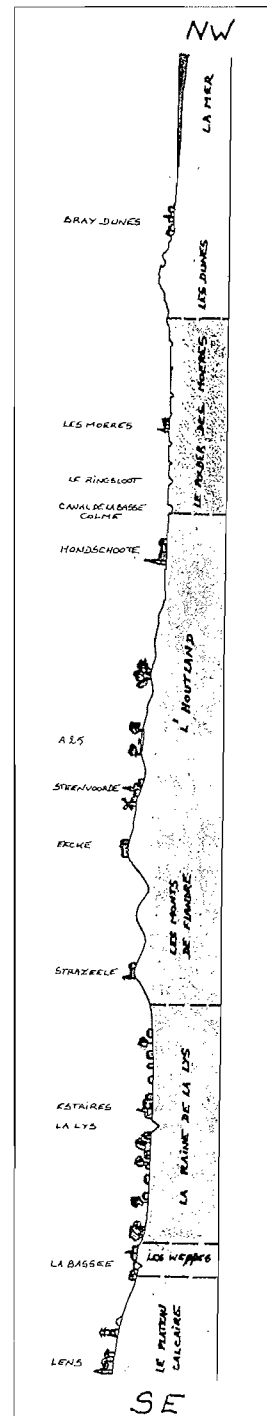 NW
LA MER
BRAY DUNES
LES DUNES
LE POLDER DES MOERES
LES MOERES
LE RINGSLOOT
CANAL DE LA BASSE
COLME
HONDSCHOOTE
L'HOUTLAND
A25
STEENVOORDE
EECKE
LES MONTS
DE FLANDRE
STRAZEELE
LA PLAINE DE LA LYS
ESTAIRES
LA LYS
LES WEPPES
LA BASSEE
LE PLATEAU
CALCAIRE
LENS
SE